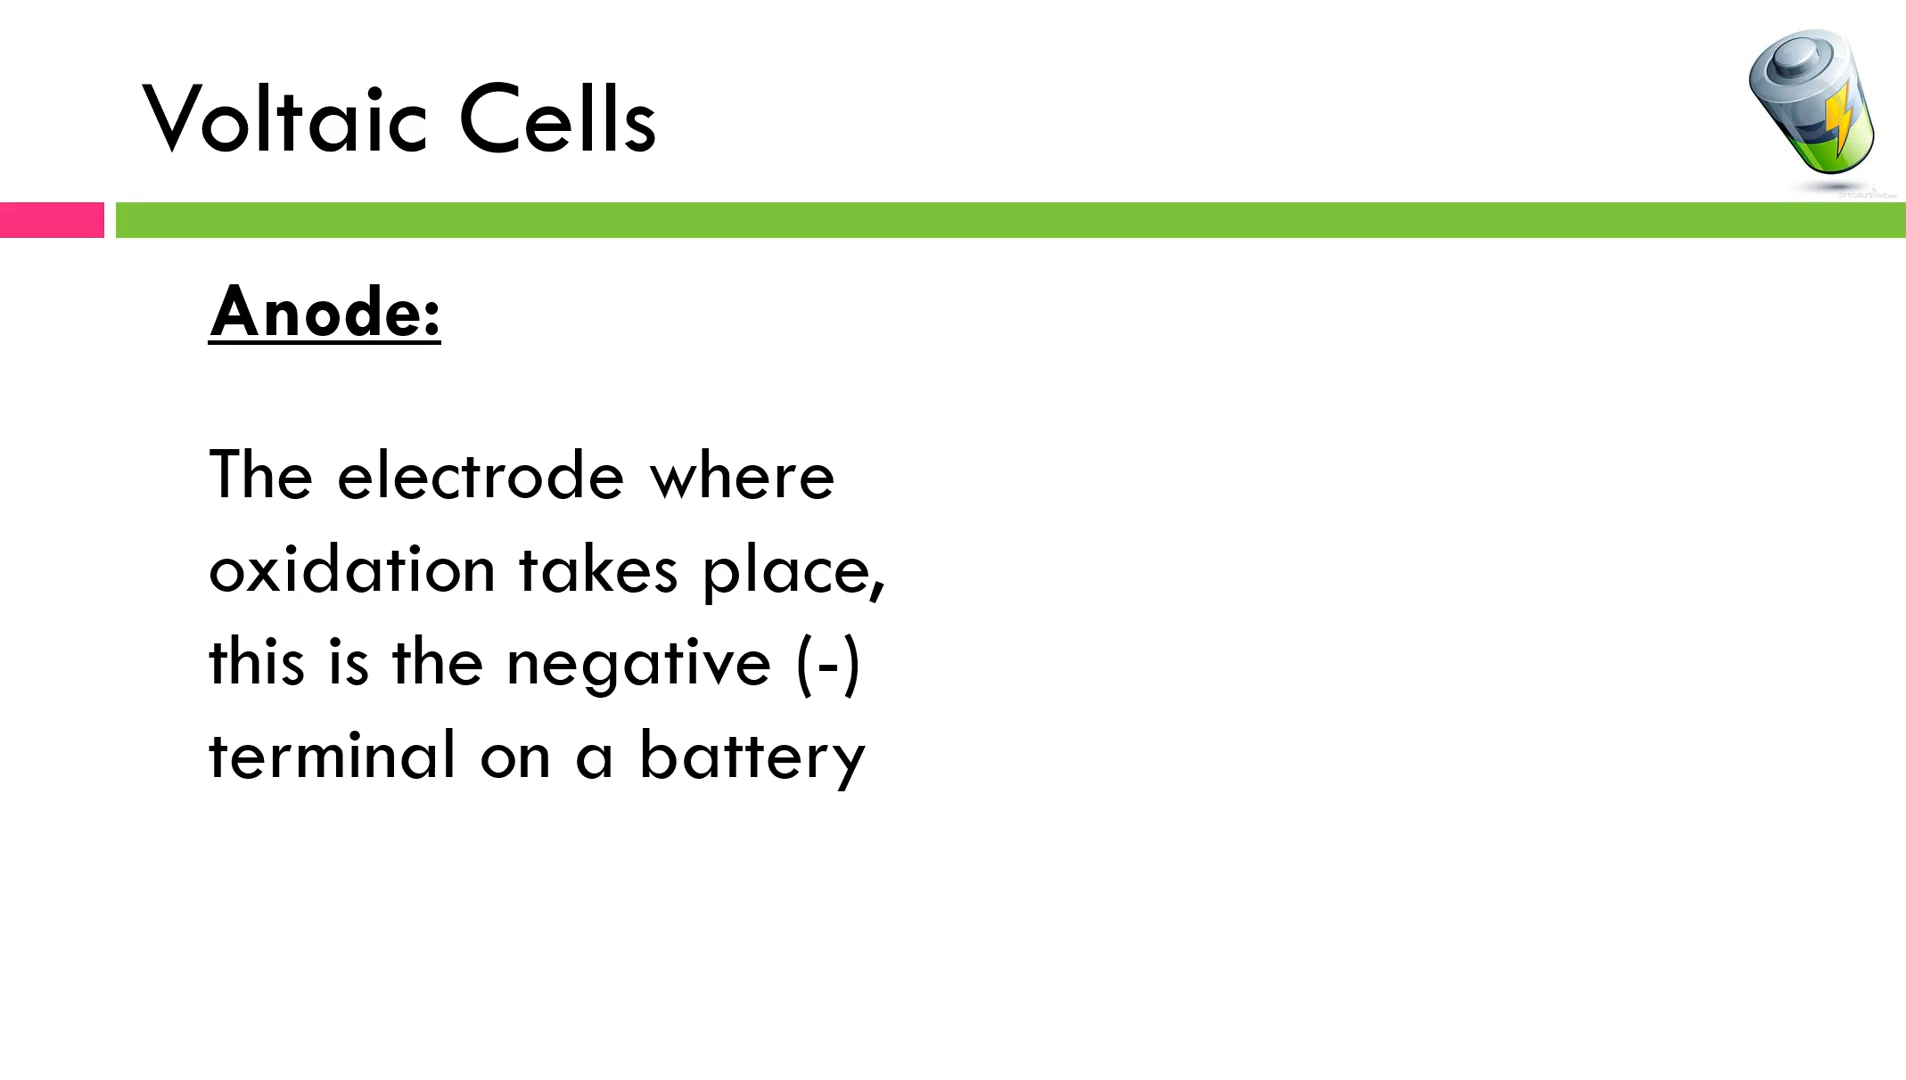 Voltaic Cells
Anode:
The electrode where
oxidation takes place,
this is the negative (-)
terminal on a battery